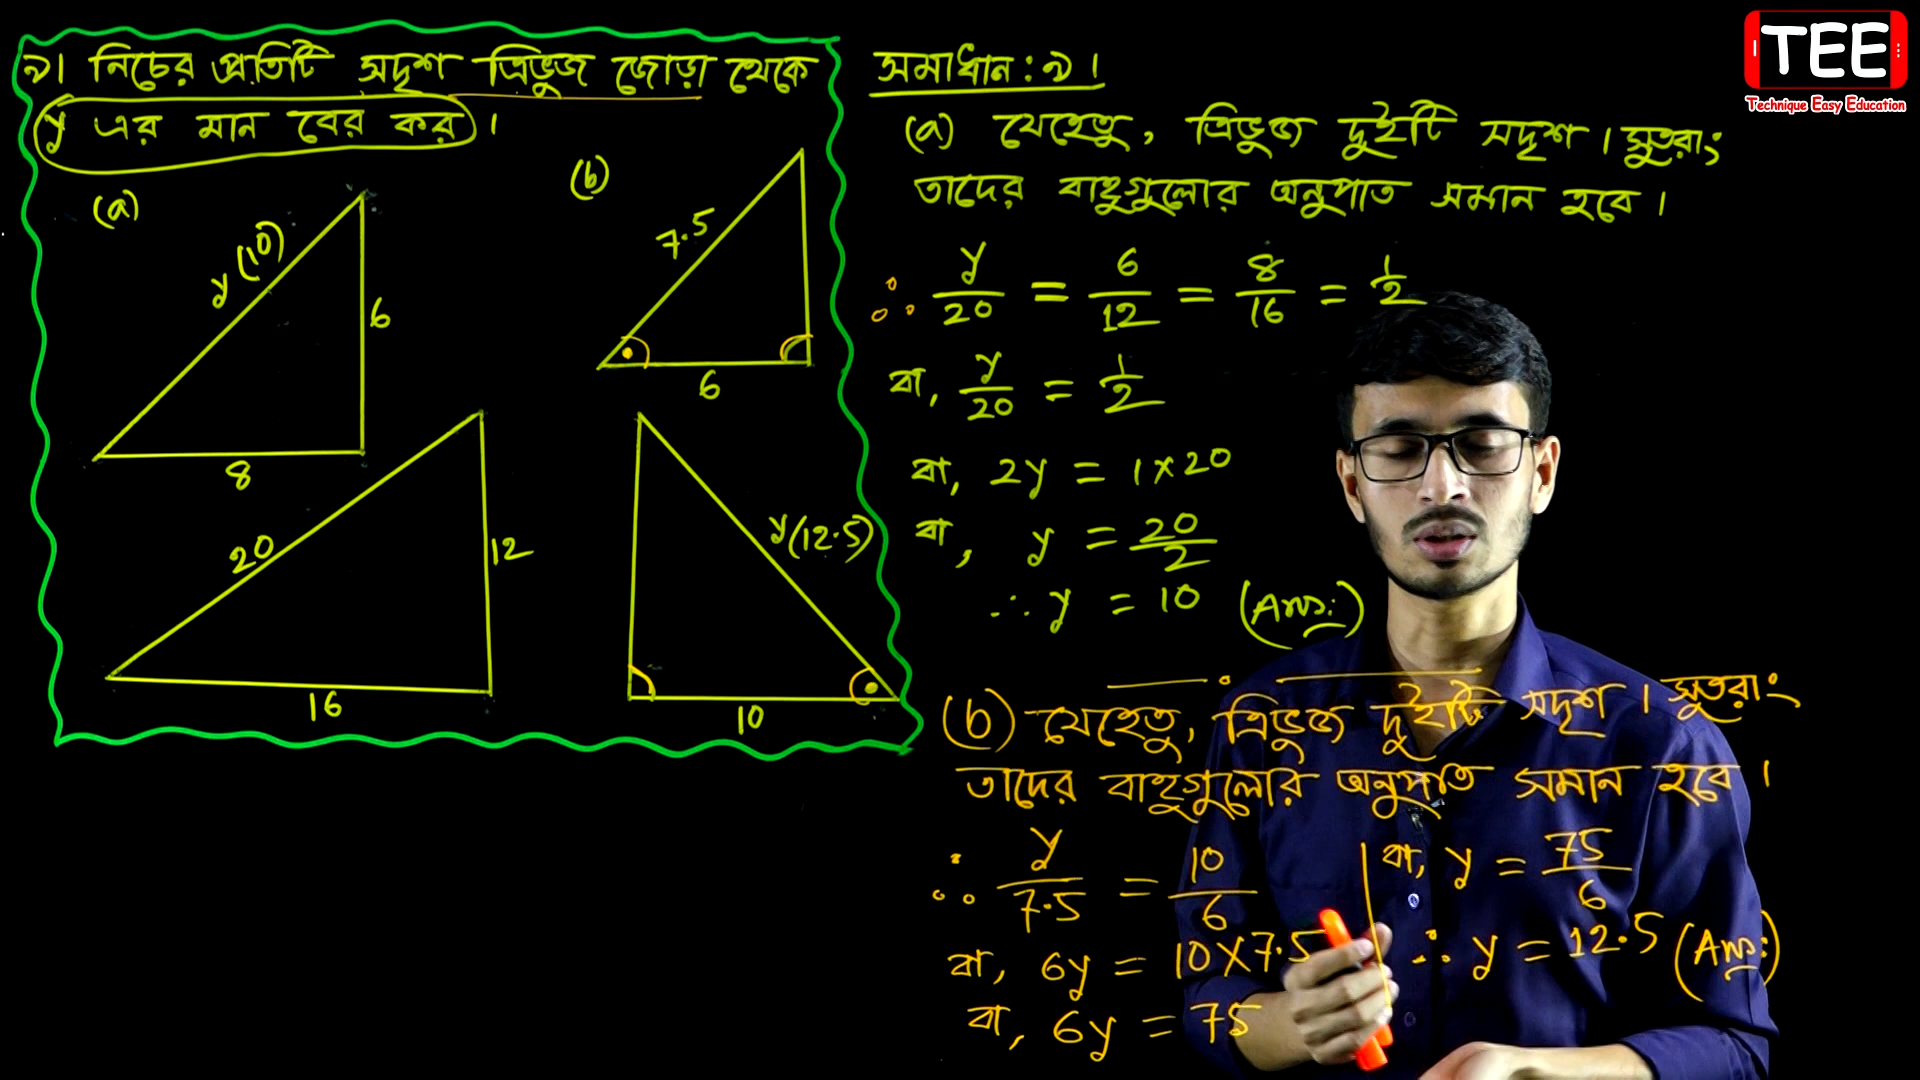 ৯। নিচের প্রতিটি সদৃশ ত্রিভুজ জোড়া থেকে
y এর মান বের কর।
(a)
y (10)
6
8
20
12
16
(b)
7.5
6
y(12.5)
10
সমাধান: ৯।
(a) যেহেতু, ত্রিভুজ দুইটি সদৃশ। সুতরাং
তাদের বাহুগুলোর অনুপাত সমান হবে।
∴ y/20 = 6/12 = 8/16 = 1/2
বা, y/20 = 1/2
বা, 2y = 1×20
বা, y = 20/2
∴ y = 10 (Ans:)
(b) যেহেতু, ত্রিভুজ দুইটি সদৃশ। সুতরাং
তাদের বাহুগুলোর অনুপাত সমান হবে।
∴ y/7.5 = 10/6
বা, 6y = 10×7.5
বা, 6y = 75
বা, y = 75/6
∴ y = 12.5 (Ans:)
TEE
Technique Easy Education